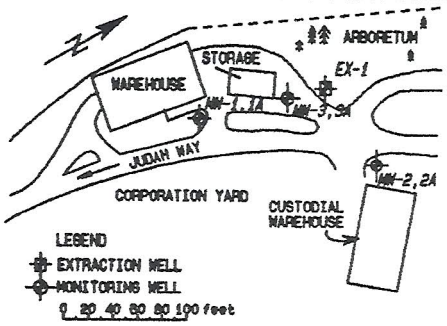 Z
ARBORETUM
STORAGE
EX-1
WAREHOUSE
MW-1,1A
MW-3,3A
JUDAH WAY
MW-2,2A
CORPORATION YARD
CUSTODIAL
WAREHOUSE
LEGEND
EXTRACTION WELL
MONITORING WELL
0 20 40 60 80 100 feet